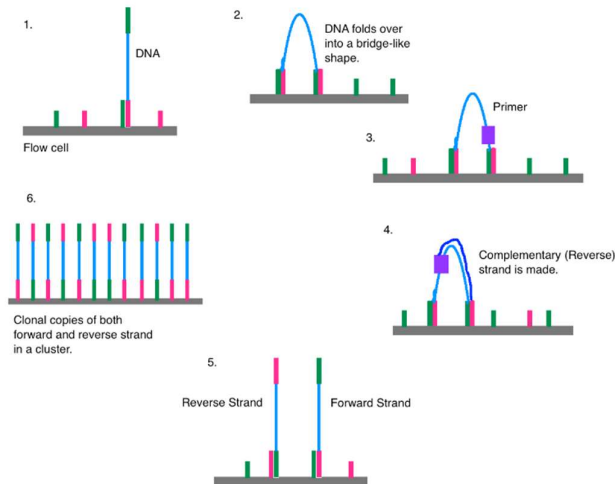 1.
DNA
Flow cell
2.
DNA folds over
into a bridge-like
shape.
3.
Primer
4.
Complementary (Reverse)
strand is made.
5.
Reverse Strand
Forward Strand
6.
Clonal copies of both
forward and reverse strand
in a cluster.